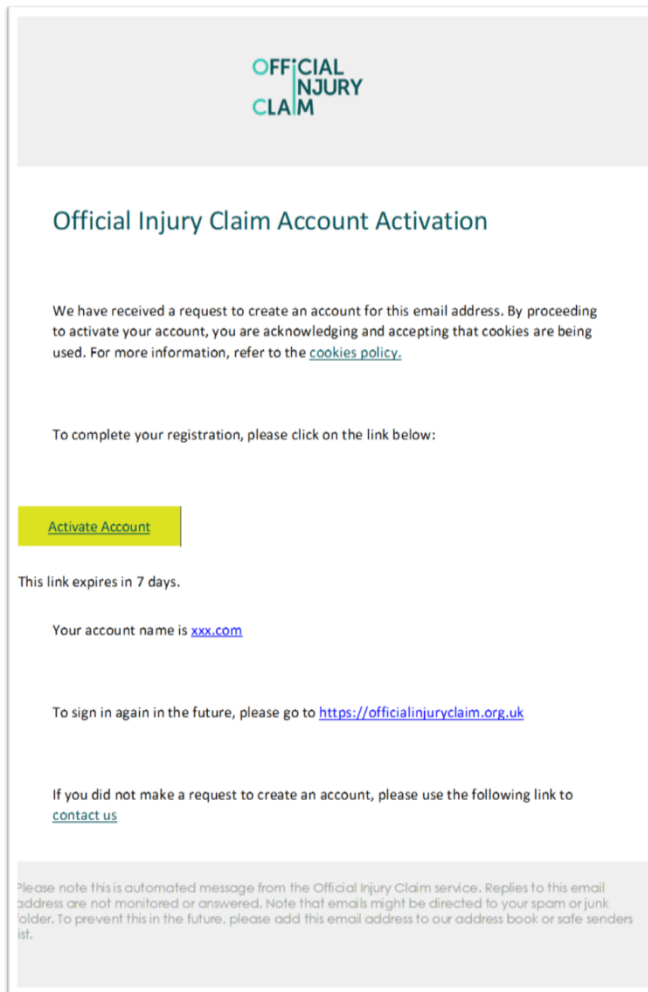 OFFICIAL
INJURY
CLAIM
Official Injury Claim Account Activation
We have received a request to create an account for this email address. By proceeding
to activate your account, you are acknowledging and accepting that cookies are being
used. For more information, refer to the cookies policy.
To complete your registration, please click on the link below:
Activate Account
This link expires in 7 days.
Your account name is xxx.com
To sign in again in the future, please go to https://officialinjuryclaim.org.uk
If you did not make a request to create an account, please use the following link to
contact us
Please note this is automated message from the Official Injury Claim service. Replies to this email
address are not monitored or answered. Note that emails might be directed to your spam or junk
folder. To prevent this in the future, please add this email address to our address book or safe senders
list.